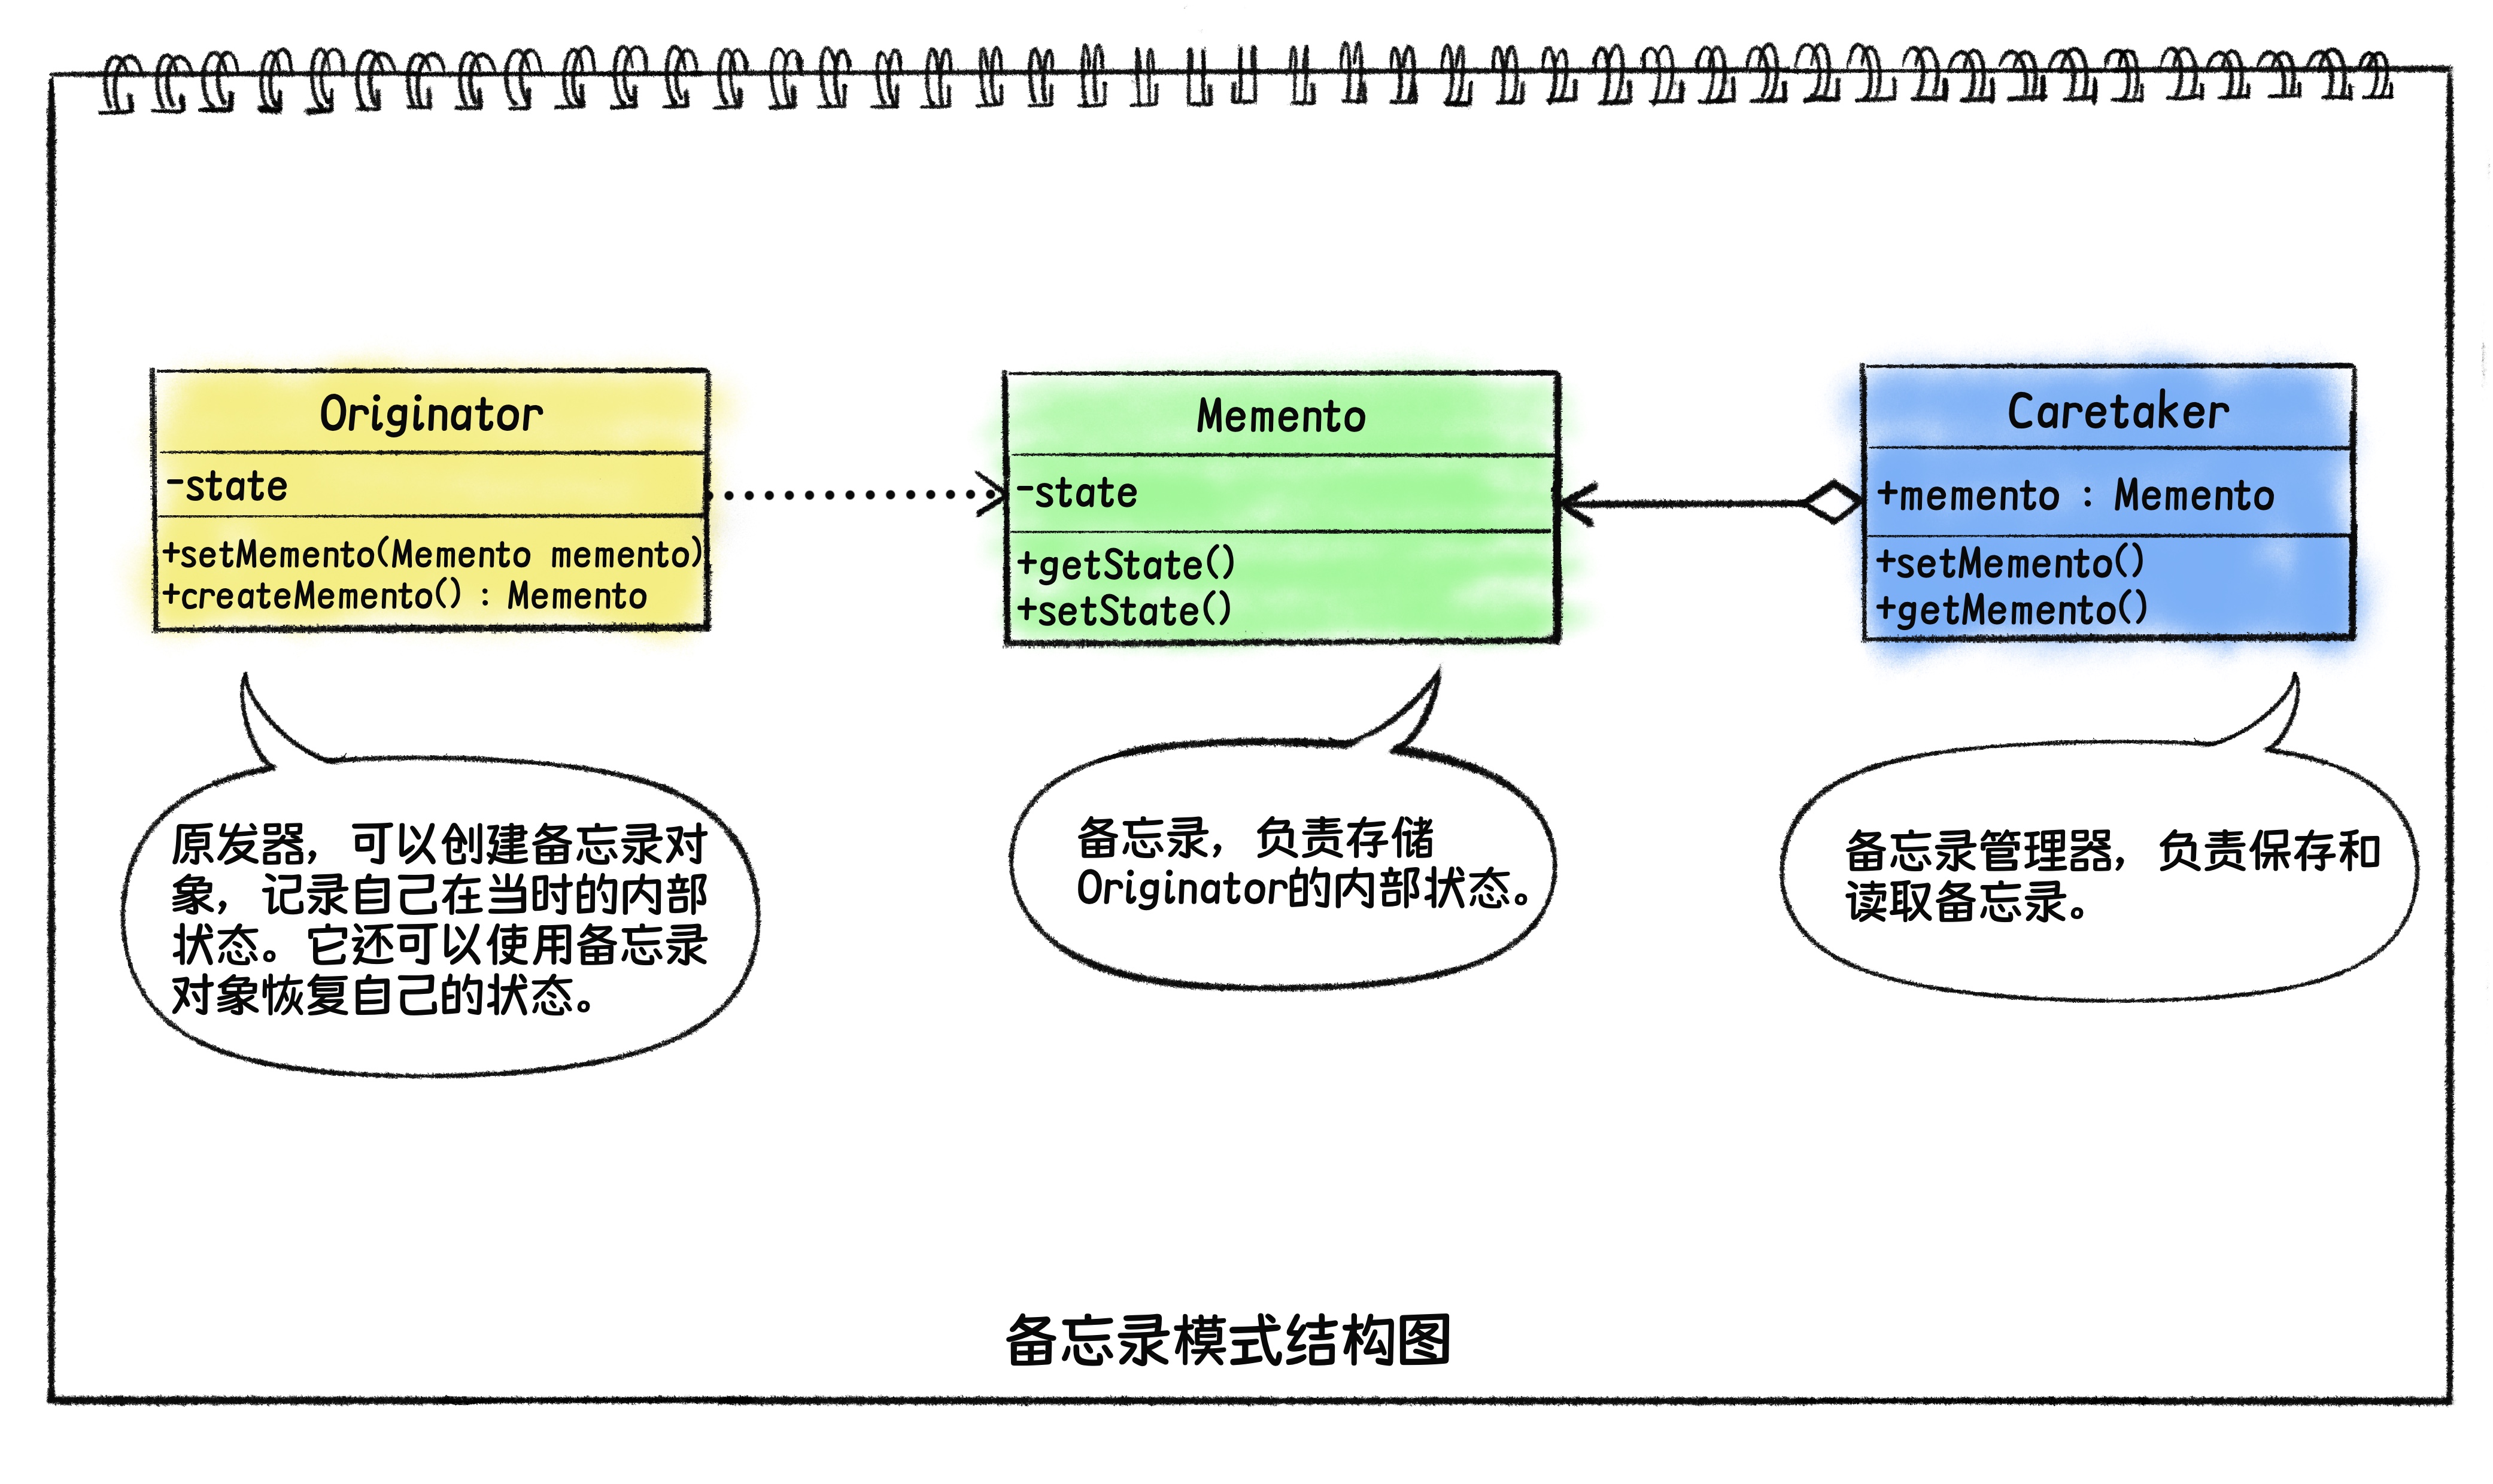 Originator
-state
+setMemento(Memento memento)
+createMemento() : Memento
Memento
-state
+getState()
+setState()
Caretaker
+memento : Memento
+setMemento()
+getMemento()
原发器，可以创建备忘录对
象，记录自己在当时的内部
状态。它还可以使用备忘录
对象恢复自己的状态。
备忘录，负责存储
Originator的内部状态。
备忘录管理器，负责保存和
读取备忘录。
备忘录模式结构图